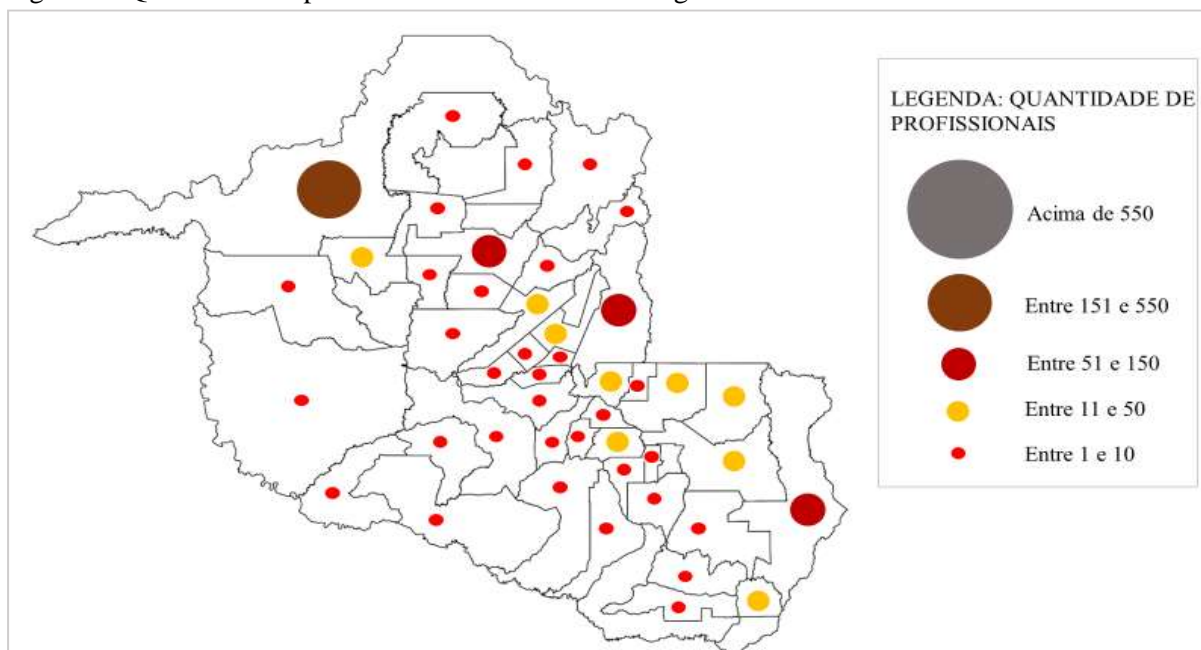 LEGENDA: QUANTIDADE DE
PROFISSIONAIS
Acima de 550
Entre 151 e 550
Entre 51 e 150
Entre 11 e 50
Entre 1 e 10